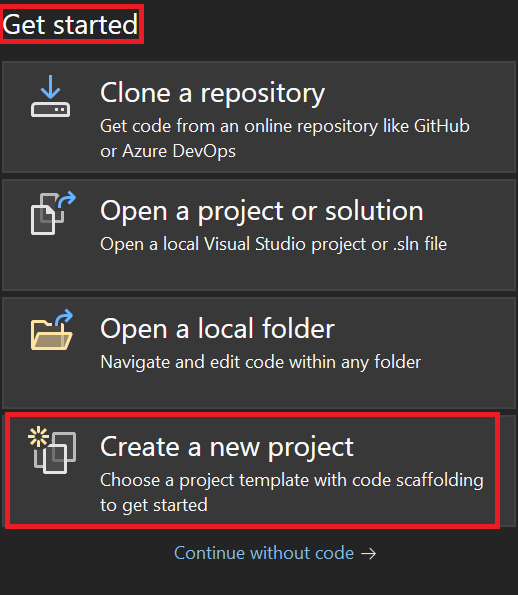 Get started
Clone a repository
Get code from an online repository like GitHub
or Azure DevOps
Open a project or solution
Open a local Visual Studio project or .sln file
Open a local folder
Navigate and edit code within any folder
Create a new project
Choose a project template with code scaffolding
to get started
Continue without code →